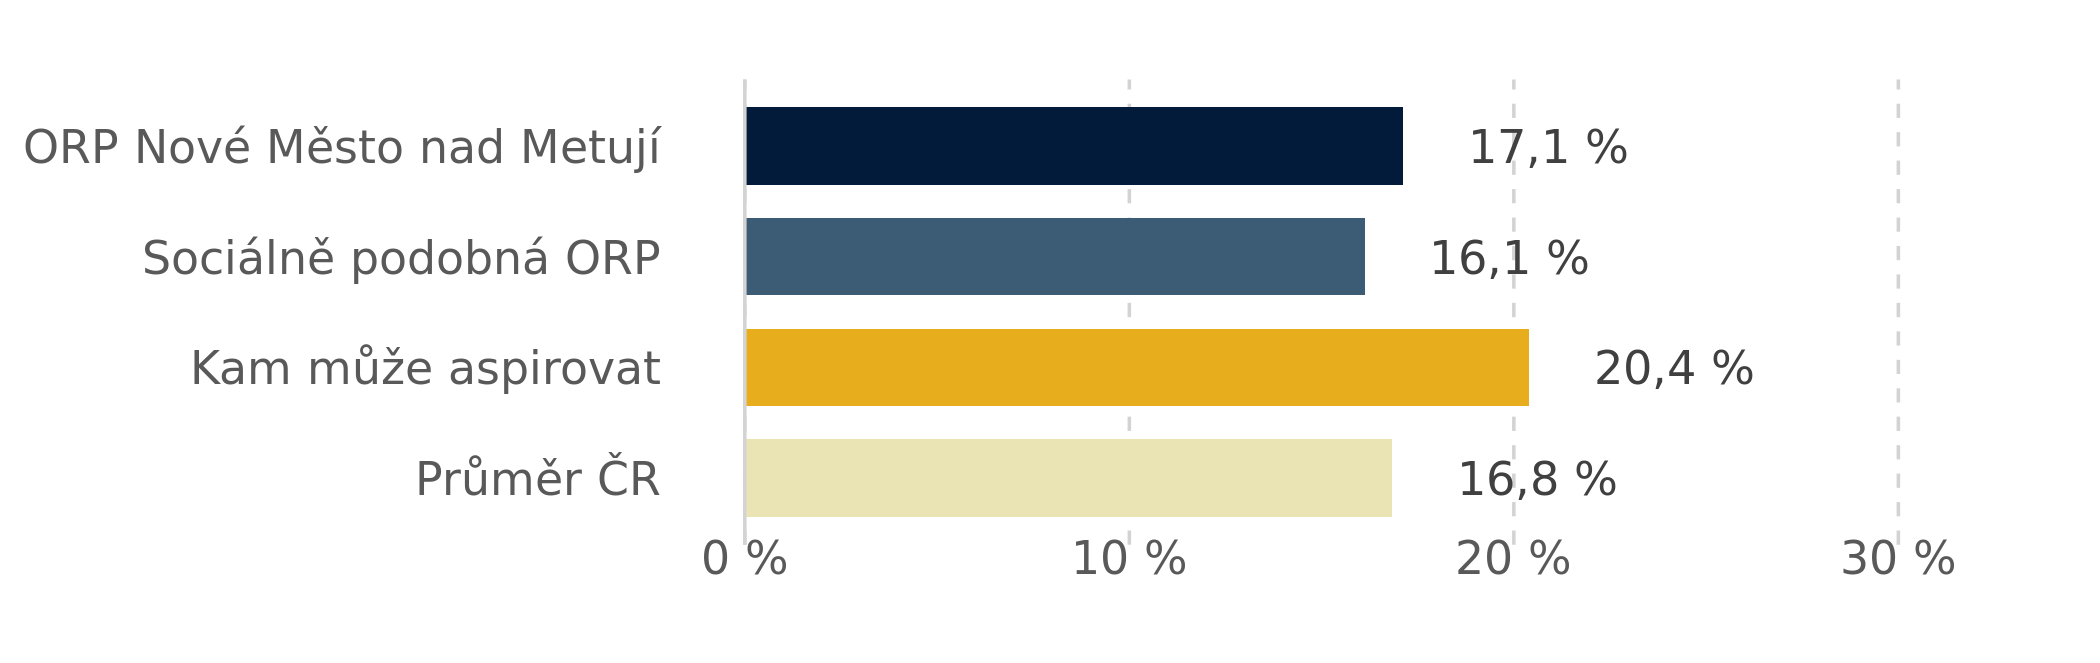 ORP Nové Město nad Metují 17,1 %
Sociálně podobná ORP 16,1 %
Kam může aspirovat 20,4 %
Průměr ČR 16,8 %
0 % 10 % 20 % 30 %